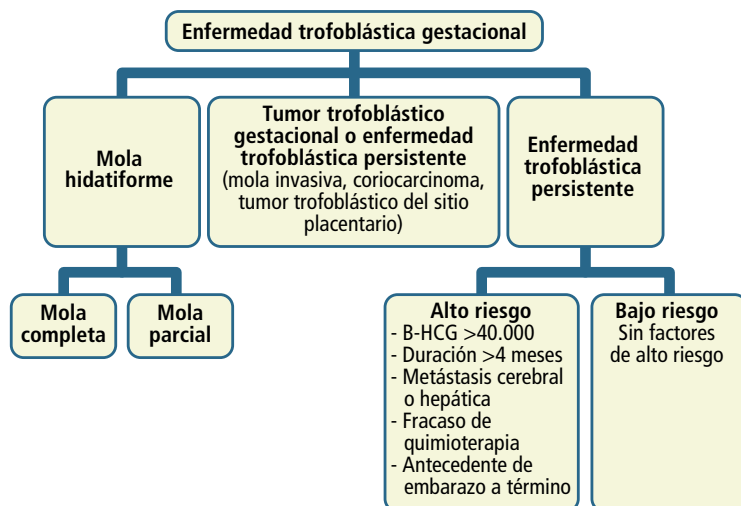 Enfermedad trofoblástica gestacional
Mola
hidatiforme
Tumor trofoblástico
gestacional o enfermedad
trofoblástica persistente
(mola invasiva, coriocarcinoma,
tumor trofoblástico del sitio
placentario)
Enfermedad
trofoblástica
persistente
Mola
completa
Mola
parcial
Alto riesgo
- B-HCG >40.000
- Duración >4 meses
- Metástasis cerebral
o hepática
- Fracaso de
quimioterapia
- Antecedente de
embarazo a término
Bajo riesgo
Sin factores
de alto riesgo